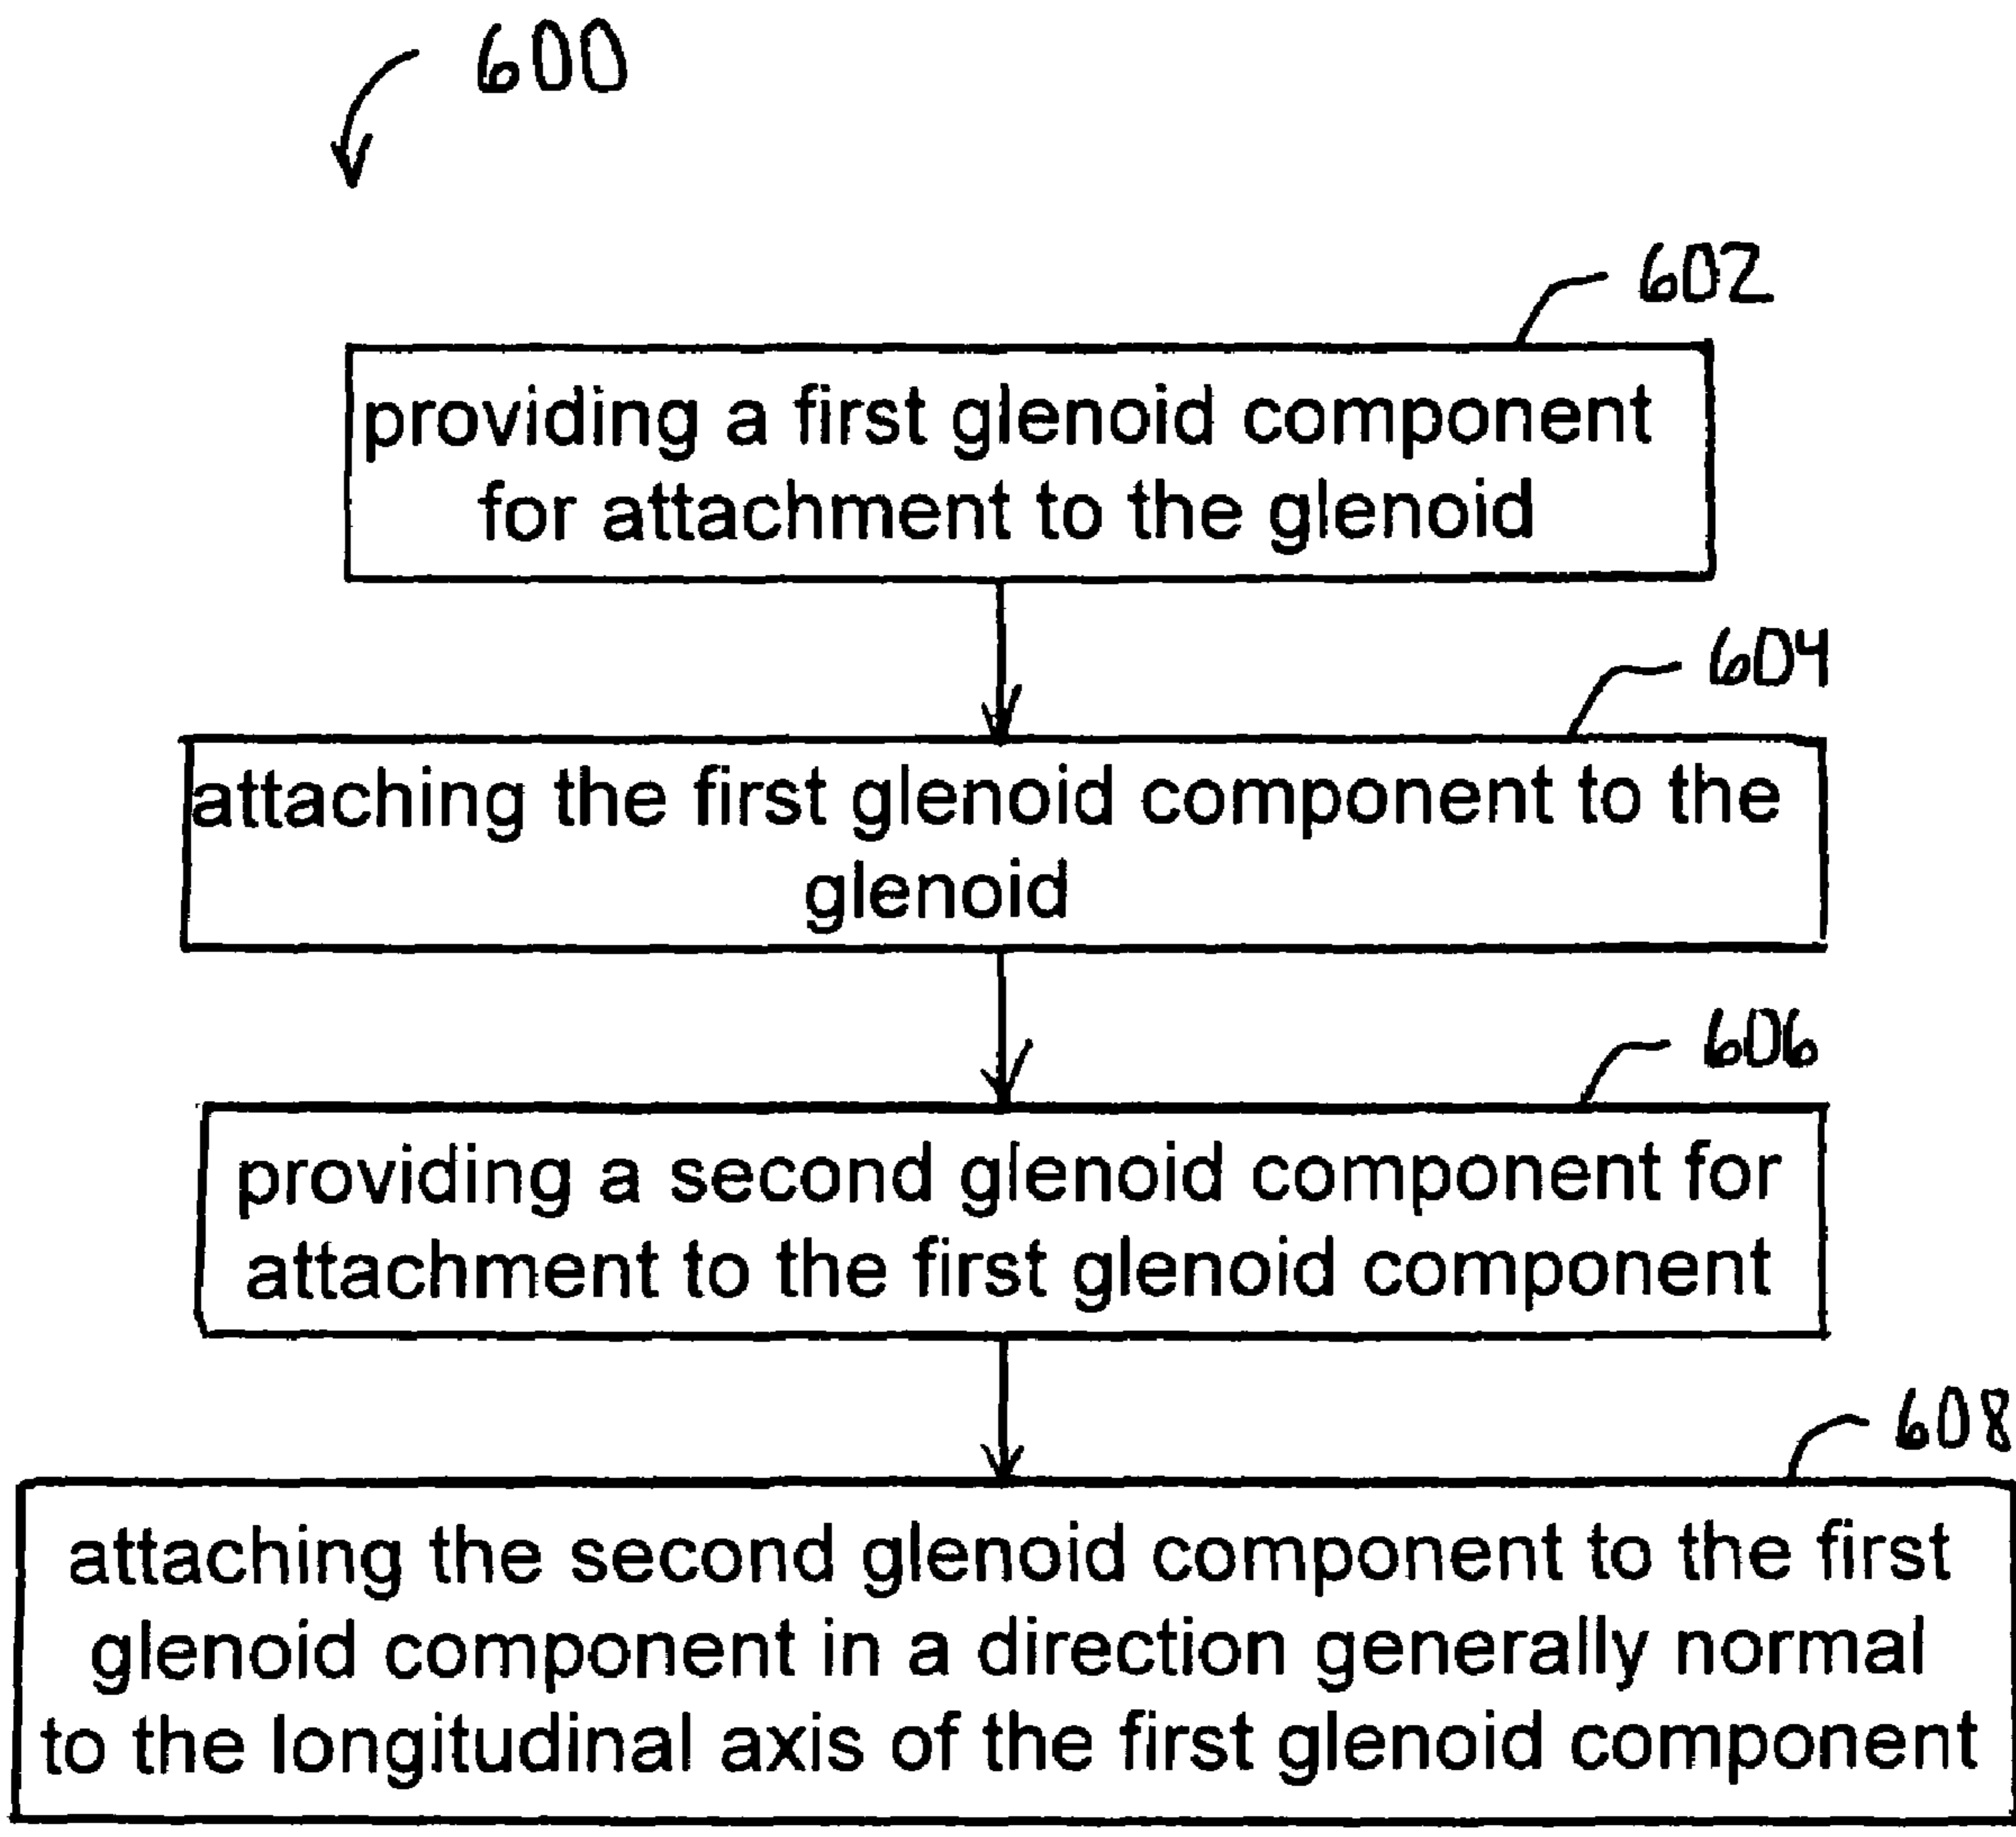 600
602
providing a first glenoid component
for attachment to the glenoid
604
attaching the first glenoid component to the
glenoid
606
providing a second glenoid component for
attachment to the first glenoid component
608
attaching the second glenoid component to the first
glenoid component in a direction generally normal
to the longitudinal axis of the first glenoid component